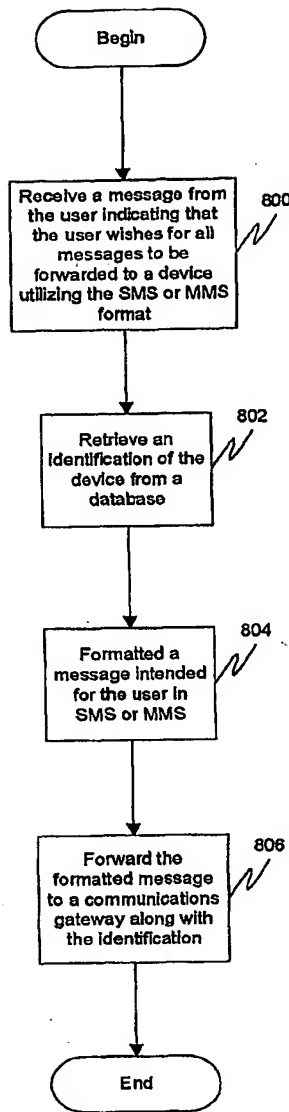 Begin
Receive a message from
the user indicating that
the user wishes for all
messages to be
forwarded to a device
utilizing the SMS or MMS
format
800
802
Retrieve an
identification of the
device from a
database
804
Formatted a
message intended
for the user in
SMS or MMS
806
Forward the
formatted message
to a communications
gateway along with
the identification
End